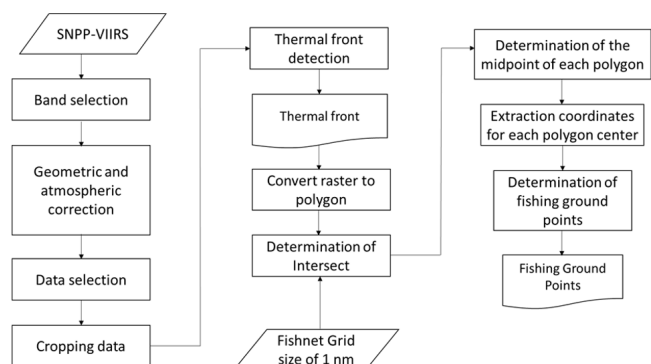 SNPP-VIIRS
Band selection
Geometric and
atmospheric
correction
Data selection
Cropping data
Thermal front
detection
Thermal front
Convert raster to
polygon
Determination of
Intersect
Fishnet Grid
size of 1 nm
Determination of the
midpoint of each polygon
Extraction coordinates
for each polygon center
Determination of
fishing ground
points
Fishing Ground
Points